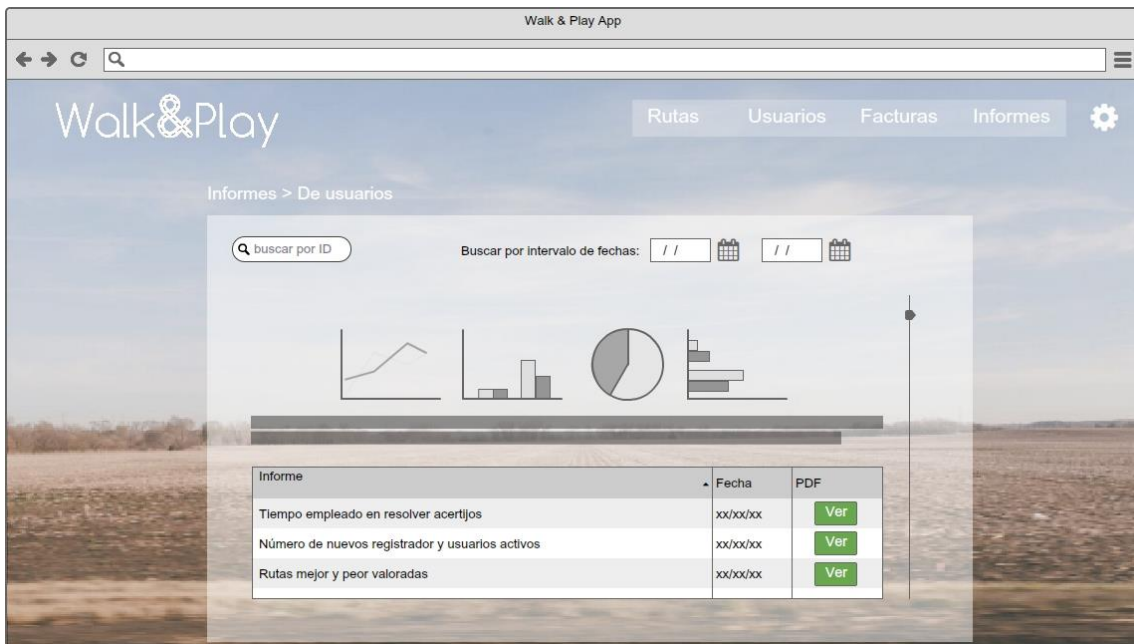 Walk & Play App
Walk&Play
Rutas Usuarios Facturas Informes
Informes > De usuarios
buscar por ID Buscar por intervalo de fechas: / / / /
Informe Fecha PDF
Tiempo empleado en resolver acertijos xx/xx/xx Ver
Número de nuevos registrador y usuarios activos xx/xx/xx Ver
Rutas mejor y peor valoradas xx/xx/xx Ver